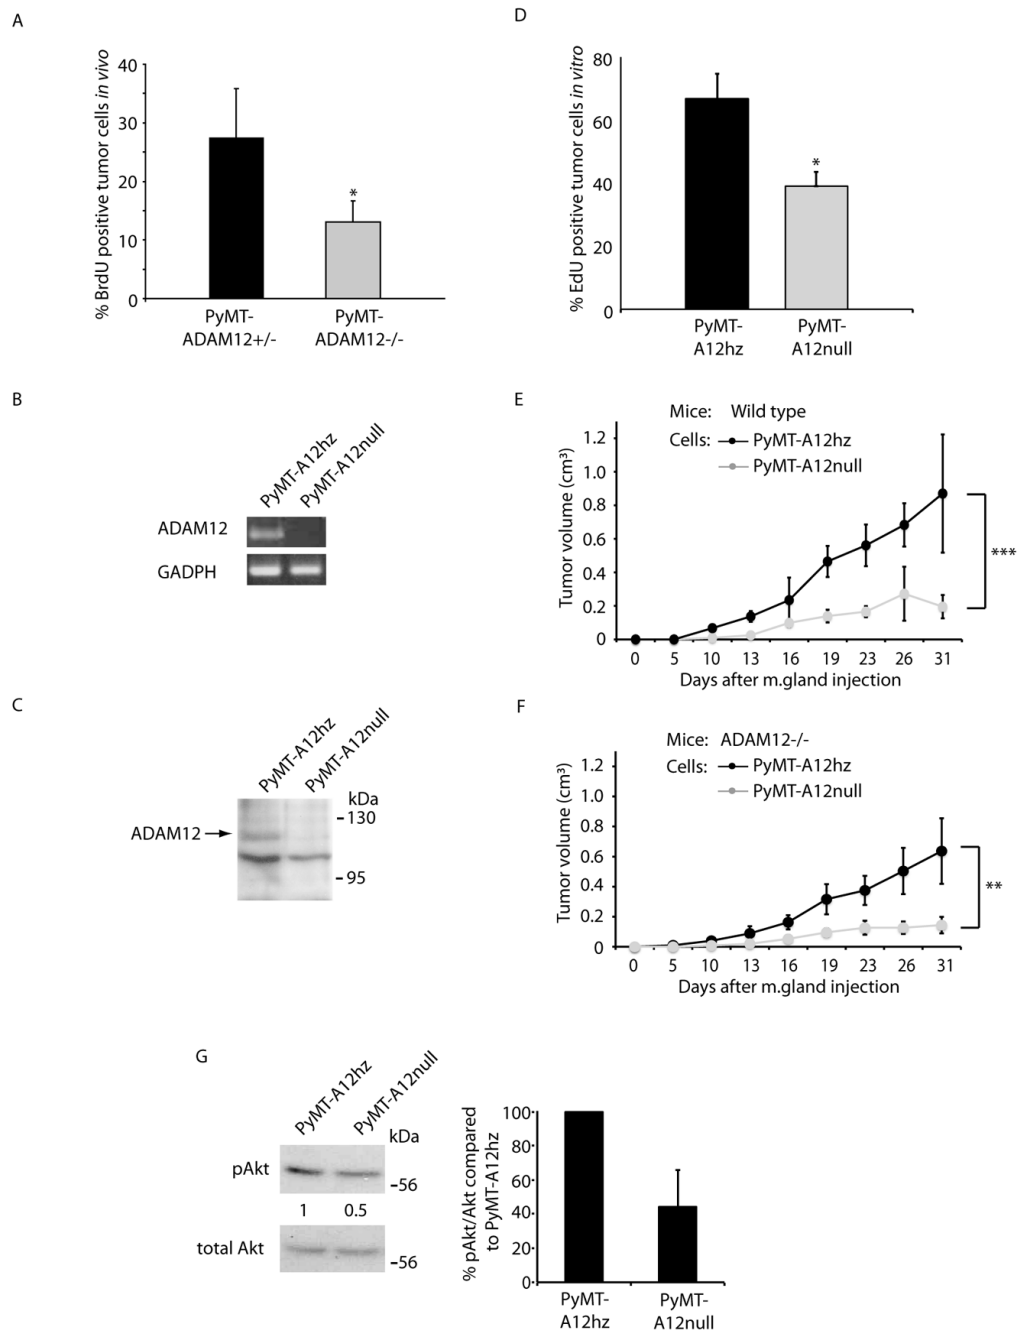 A
% BrdU positive tumor cells in vivo
40
30
20
10
0
*
PyMT-
ADAM12+/-
PyMT-
ADAM12-/-
B
PyMT-A12hz
PyMT-A12null
ADAM12
GADPH
C
PyMT-A12hz
PyMT-A12null
kDa
-130
ADAM12
-95
D
% EdU positive tumor cells in vitro
80
60
40
20
0
*
PyMT-
A12hz
PyMT-
A12null
E
Mice: Wild type
Cells: PyMT-A12hz
PyMT-A12null
Tumor volume (cm³)
1.2
1.0
0.8
0.6
0.4
0.2
0
***
0 5 10 13 16 19 23 26 31
Days after m.gland injection
F
Mice: ADAM12-/-
Cells: PyMT-A12hz
PyMT-A12null
Tumor volume (cm³)
1.2
1.0
0.8
0.6
0.4
0.2
0
**
0 5 10 13 16 19 23 26 31
Days after m.gland injection
G
PyMT-A12hz
PyMT-A12null
kDa
pAkt
-56
1 0.5
total Akt
-56
% pAkt/Akt compared
to PyMT-A12hz
100
80
60
40
20
0
PyMT-
A12hz
PyMT-
A12null